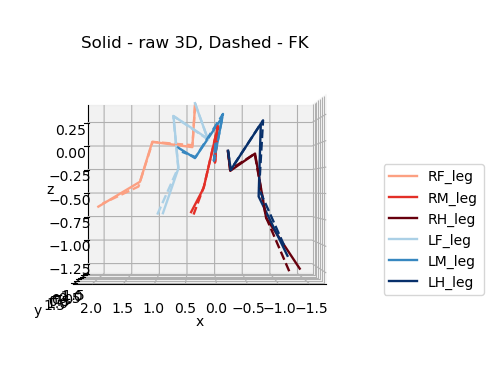 Solid - raw 3D, Dashed - FK
0.25
0.00
−0.25
−0.50
−0.75
−1.00
−1.25
z
y
2.0 1.5 1.0 0.5 0.0 −0.5 −1.0 −1.5
x
RF_leg
RM_leg
RH_leg
LF_leg
LM_leg
LH_leg